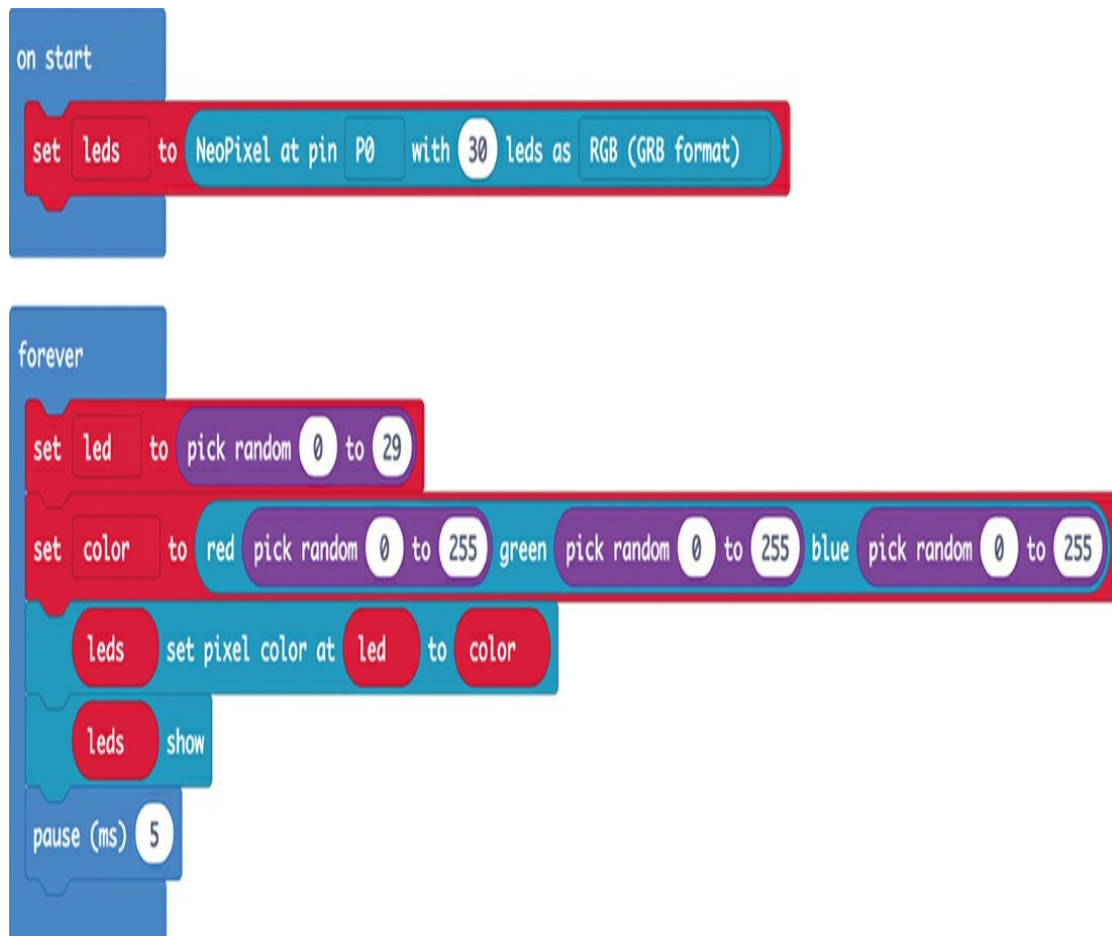 on start
set leds to NeoPixel at pin P0 with 30 leds as RGB (GRB format)
forever
set led to pick random 0 to 29
set color to red pick random 0 to 255 green pick random 0 to 255 blue pick random 0 to 255
leds set pixel color at led to color
leds show
pause (ms) 5